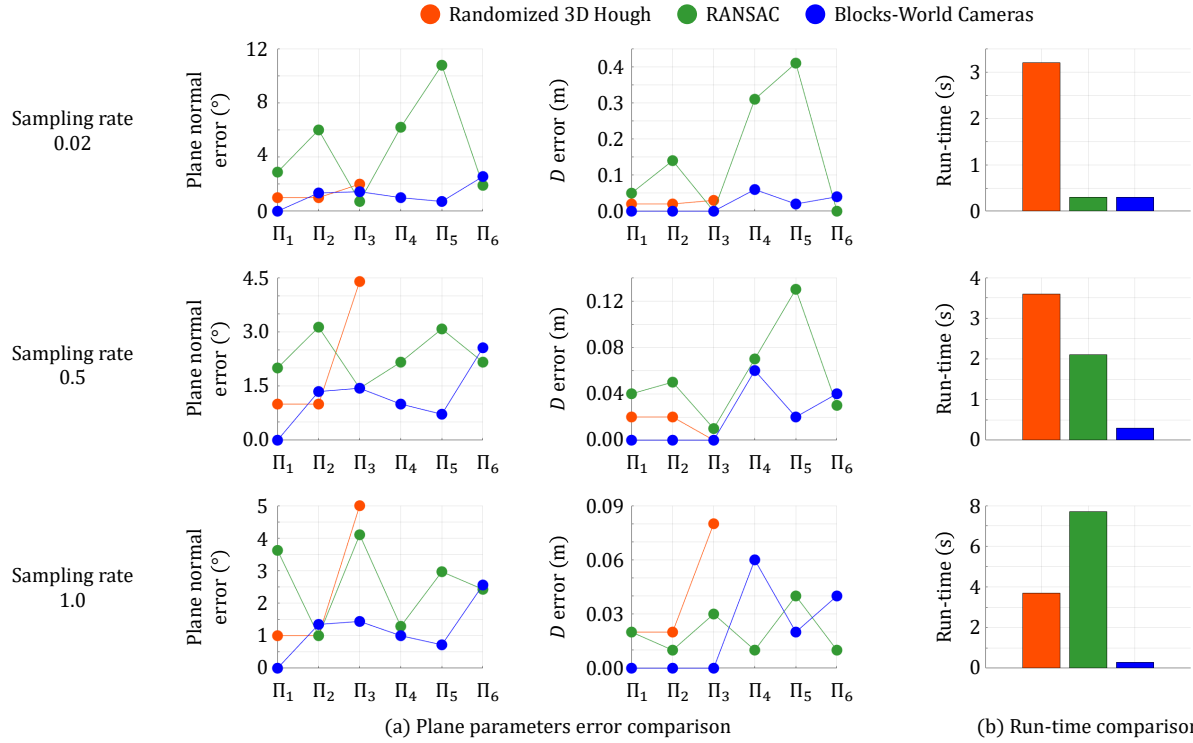 Randomized 3D Hough RANSAC Blocks-World Cameras
Sampling rate
0.02
Plane normal
error (°)
12
8
4
0
Π1 Π2 Π3 Π4 Π5 Π6
D error (m)
0.4
0.3
0.2
0.1
0.0
Π1 Π2 Π3 Π4 Π5 Π6
Run-time (s)
3
2
1
0
Sampling rate
0.5
Plane normal
error (°)
4.5
3.0
1.5
0.0
Π1 Π2 Π3 Π4 Π5 Π6
D error (m)
0.12
0.08
0.04
0.00
Π1 Π2 Π3 Π4 Π5 Π6
Run-time (s)
4
3
2
1
0
Sampling rate
1.0
Plane normal
error (°)
5
4
3
2
1
0
Π1 Π2 Π3 Π4 Π5 Π6
D error (m)
0.09
0.06
0.03
0.00
Π1 Π2 Π3 Π4 Π5 Π6
Run-time (s)
8
6
4
2
0
(a) Plane parameters error comparison
(b) Run-time comparison